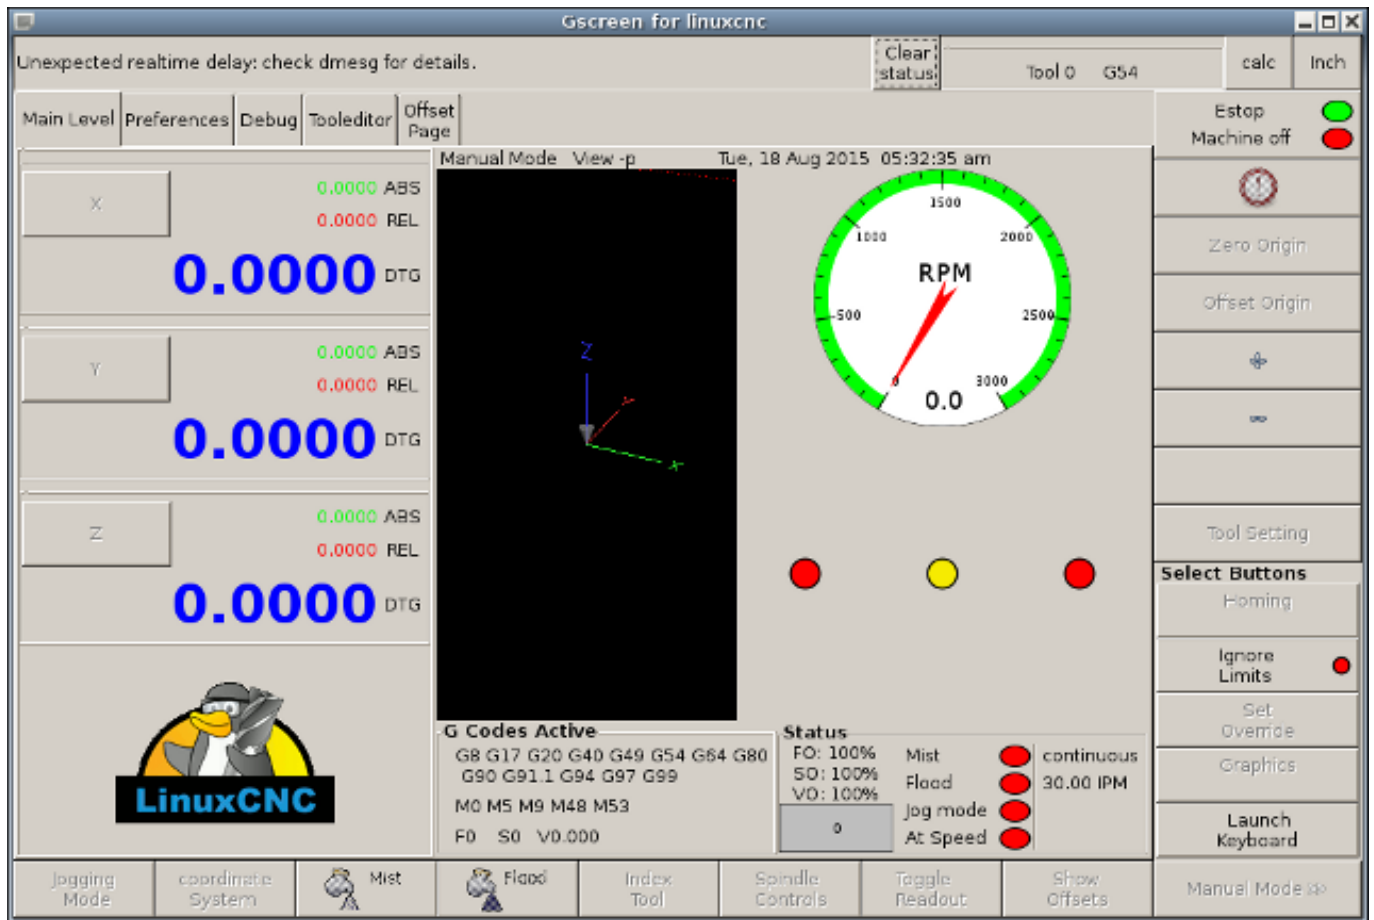 Gscreen for linuxcnc
Unexpected realtime delay: check dmesg for details.
Clear
status
Tool 0 G54
calc
Inch
Main Level
Preferences
Debug
Tooleditor
Offset
Page
Estop
Machine off
Manual Mode View -p Tue, 18 Aug 2015 05:32:35 am
X
0.0000 ABS
0.0000 REL
0.0000 DTG
Y
0.0000 ABS
0.0000 REL
0.0000 DTG
Z
0.0000 ABS
0.0000 REL
0.0000 DTG
LinuxCNC
Z
Y
X
1500
1000
2000
RPM
500
2500
0
3000
0.0
Zero Origin
Offset Origin
+
-
Tool Setting
Select Buttons
Homing
Ignore
Limits
Set
Override
Graphics
Launch
Keyboard
G Codes Active
G8 G17 G20 G40 G49 G54 G64 G80
G90 G91.1 G94 G97 G99
M0 M5 M9 M48 M53
F0 S0 V0.000
Status
FO: 100%
SO: 100%
VO: 100%
0
Mist
Flood
Jog mode
At Speed
continuous
30.00 IPM
Jogging
Mode
coordinate
System
Mist
Flood
Index
Tool
Spindle
Controls
Toggle
Readout
Show
Offsets
Manual Mode >>